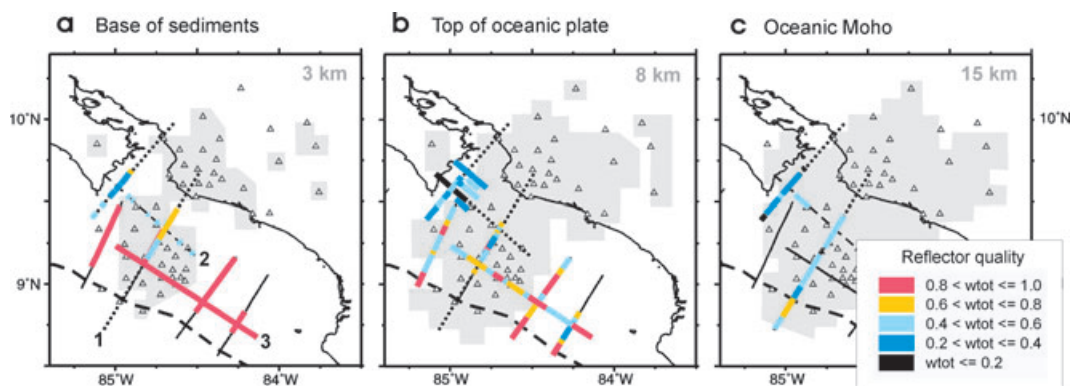 a Base of sediments
b Top of oceanic plate
c Oceanic Moho
3 km
8 km
15 km
10°N
10°N
9°N
1
2
3
85°W
84°W
85°W
84°W
85°W
Reflector quality
0.8 < wtot <= 1.0
0.6 < wtot <= 0.8
0.4 < wtot <= 0.6
0.2 < wtot <= 0.4
wtot <= 0.2